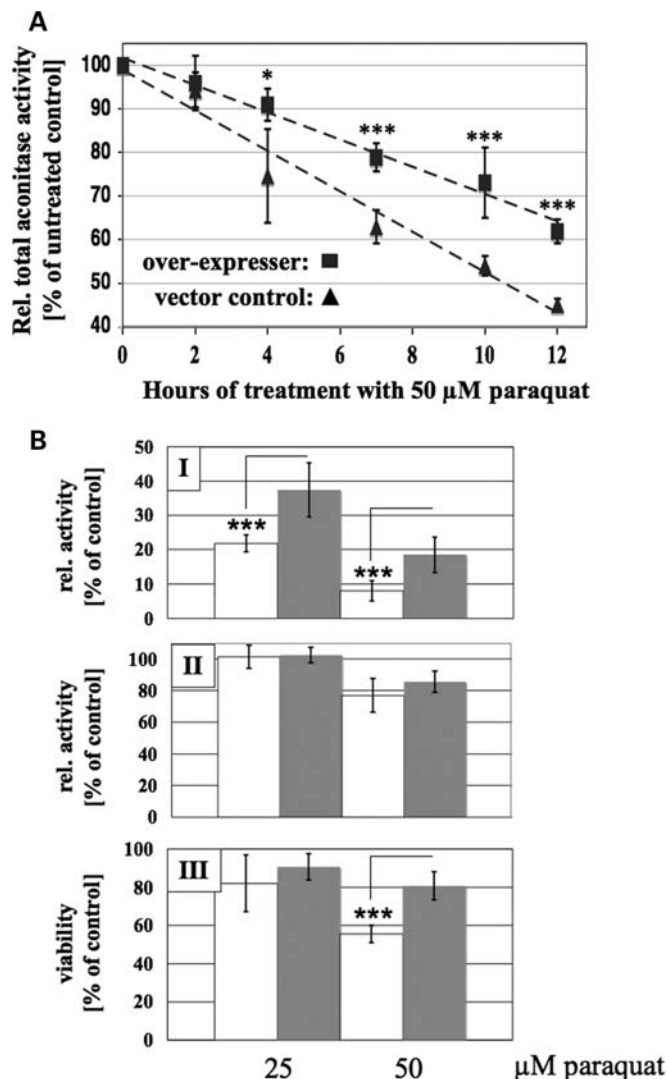 A
Rel. total aconitase activity
[% of untreated control]
100
90
80
70
60
50
40
*
***
***
***
over-expresser:
vector control:
0
2
4
6
8
10
12
Hours of treatment with 50 µM paraquat
B
I
rel. activity
[% of control]
50
40
30
20
10
0
***
***
II
rel. activity
[% of control]
100
80
60
40
20
0
III
viability
[% of control]
100
80
60
40
20
0
***
25 50 µM paraquat